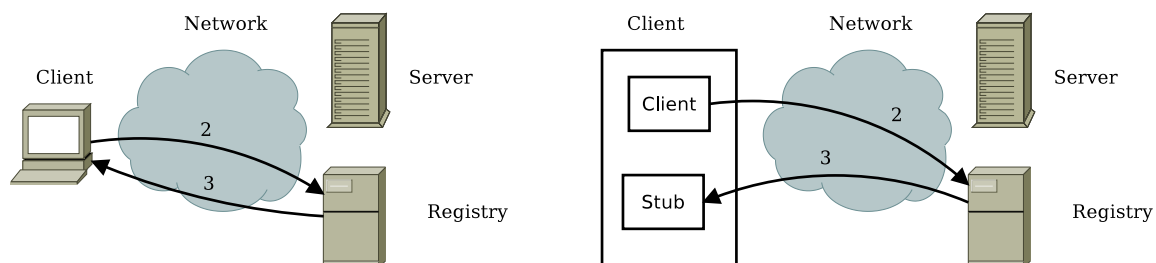 Network
Client
Server
2
3
Registry
Client
Network
Server
Client
2
3
Stub
Registry